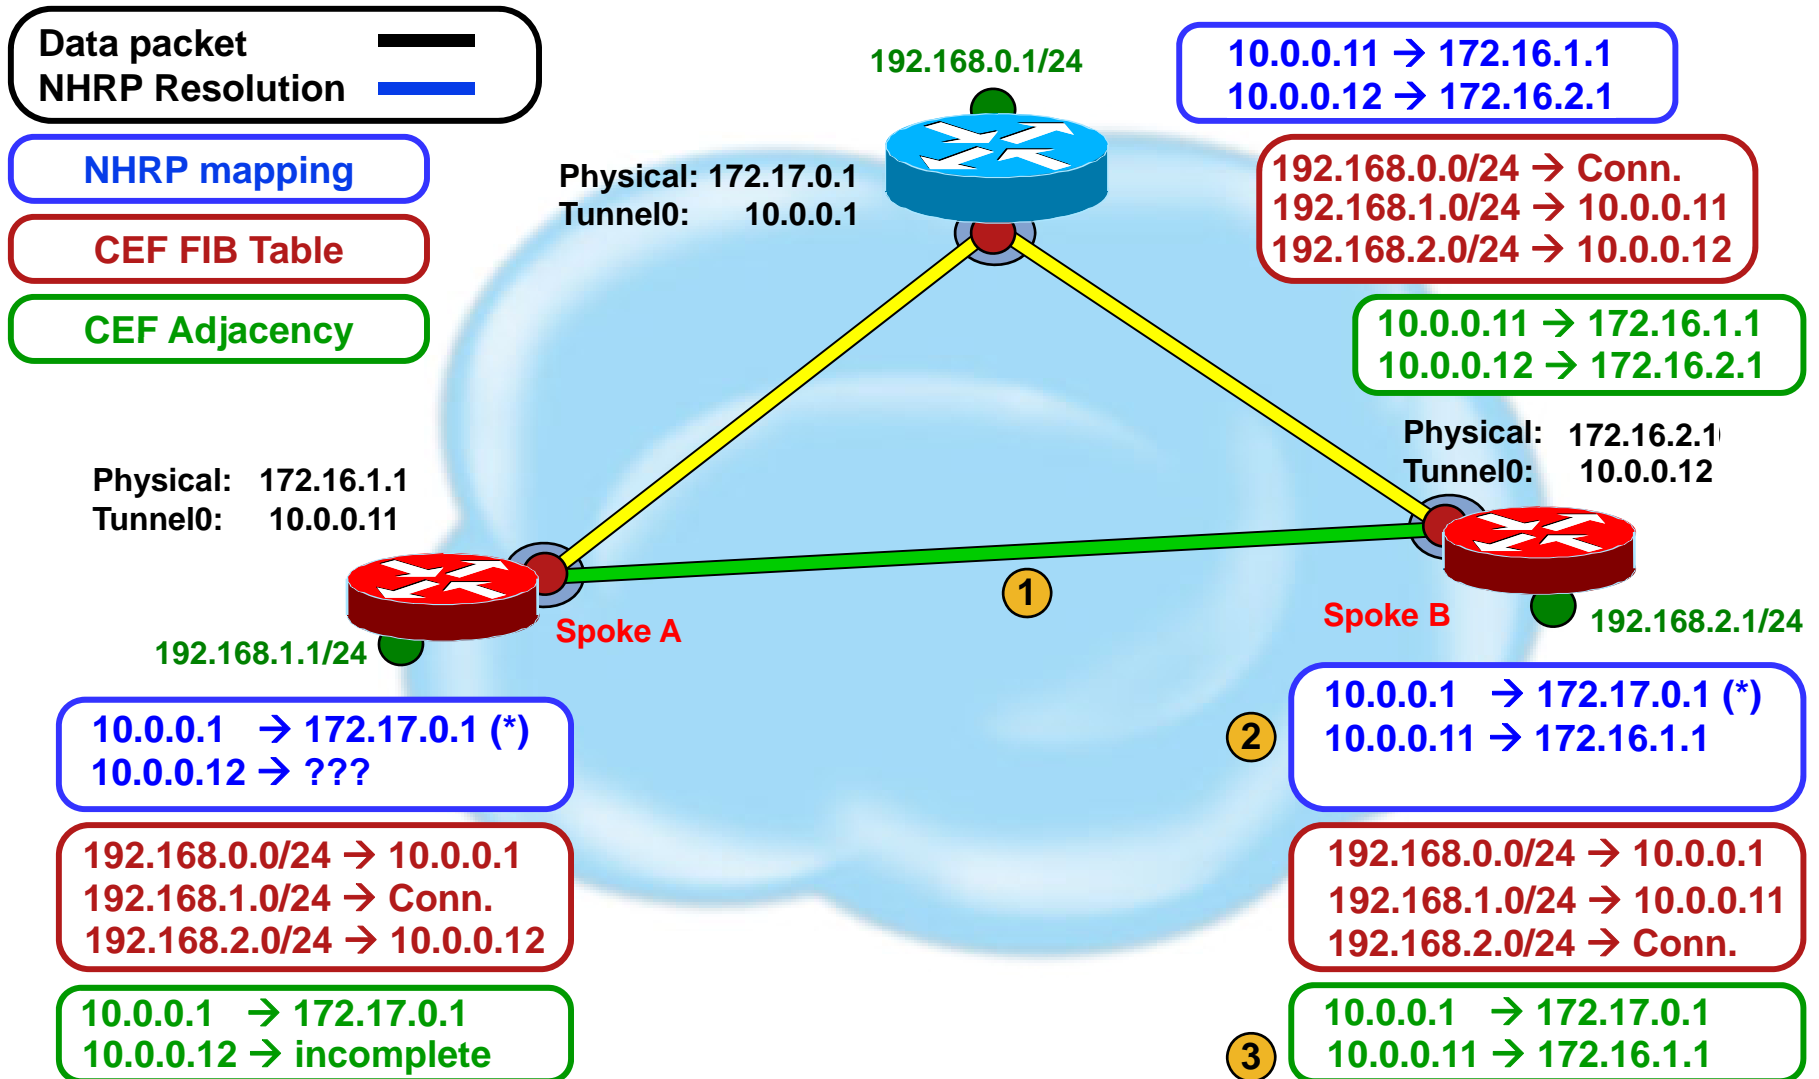 Data packet
NHRP Resolution
NHRP mapping
CEF FIB Table
CEF Adjacency
192.168.0.1/24
Physical: 172.17.0.1
Tunnel0: 10.0.0.1
10.0.0.11 → 172.16.1.1
10.0.0.12 → 172.16.2.1
192.168.0.0/24 → Conn.
192.168.1.0/24 → 10.0.0.11
192.168.2.0/24 → 10.0.0.12
10.0.0.11 → 172.16.1.1
10.0.0.12 → 172.16.2.1
Physical: 172.16.1.1
Tunnel0: 10.0.0.11
Physical: 172.16.2.1
Tunnel0: 10.0.0.12
1
Spoke A
Spoke B
192.168.1.1/24
192.168.2.1/24
10.0.0.1 → 172.17.0.1 (*)
10.0.0.12 → ???
192.168.0.0/24 → 10.0.0.1
192.168.1.0/24 → Conn.
192.168.2.0/24 → 10.0.0.12
10.0.0.1 → 172.17.0.1
10.0.0.12 → incomplete
2
10.0.0.1 → 172.17.0.1 (*)
10.0.0.11 → 172.16.1.1
192.168.0.0/24 → 10.0.0.1
192.168.1.0/24 → 10.0.0.11
192.168.2.0/24 → Conn.
3
10.0.0.1 → 172.17.0.1
10.0.0.11 → 172.16.1.1